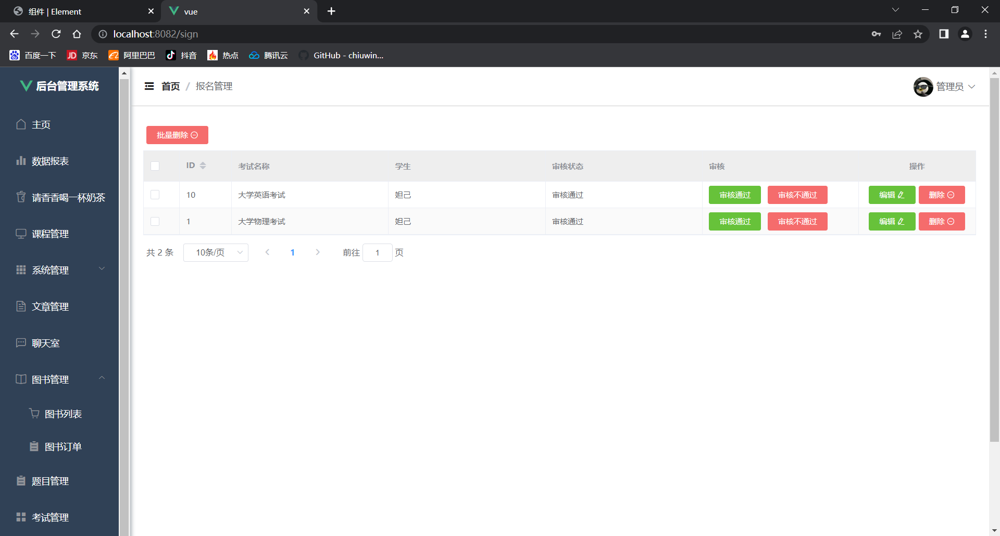 组件 | Element
vue
localhost:8082/sign
百度一下
JD 京东
阿里巴巴
抖音
热点
腾讯云
GitHub - chiuwin...
后台管理系统
首页 / 报名管理
管理员
主页
数据报表
请香香喝一杯奶茶
课程管理
系统管理
文章管理
聊天室
图书管理
图书列表
图书订单
题目管理
考试管理
批量删除
ID 考试名称 学生 审核状态 审核 操作
10 大学英语考试 妲己 审核通过 审核通过 审核不通过 编辑 删除
1 大学物理考试 妲己 审核通过 审核通过 审核不通过 编辑 删除
共 2 条 10条/页 1 前往 1 页